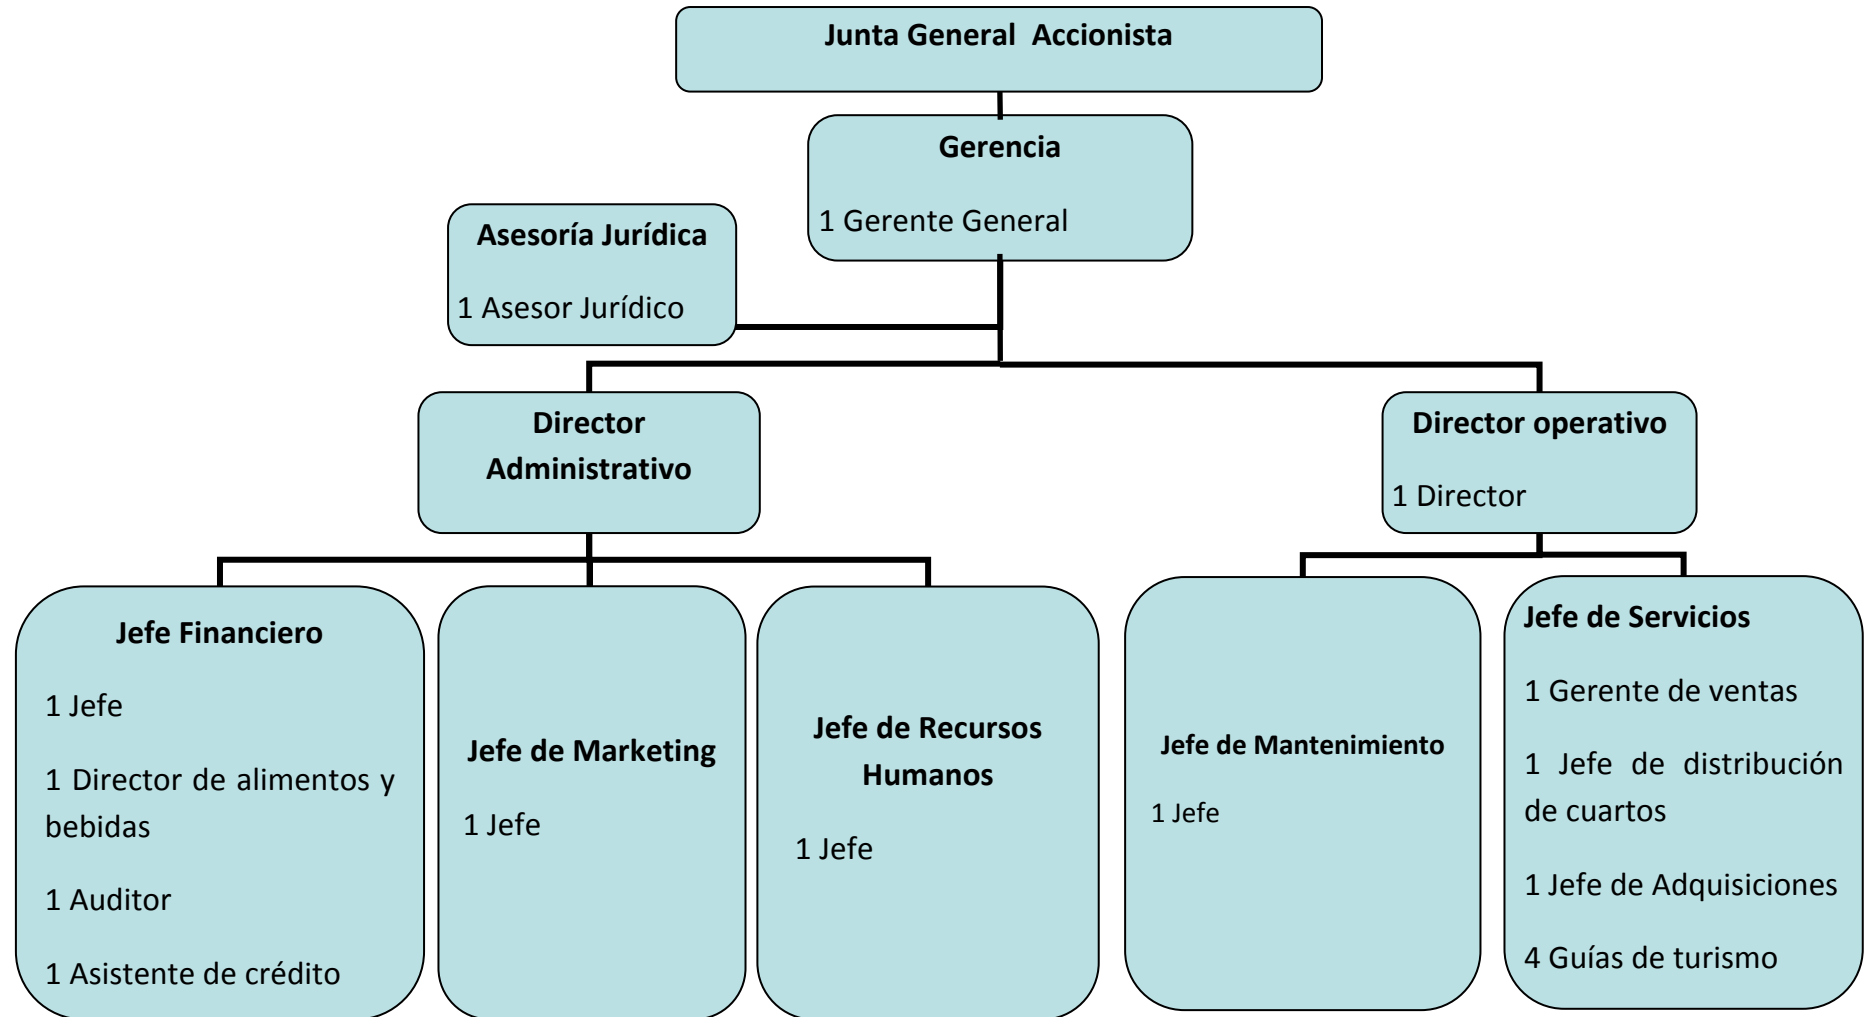 Junta General  Accionista
Gerencia
1 Gerente General
Asesoría Jurídica
1 Asesor Jurídico
Director
Administrativo
Director operativo
1 Director
Jefe Financiero
1 Jefe
1 Director de alimentos y
bebidas
1 Auditor
1 Asistente de crédito
Jefe de Marketing
1 Jefe
Jefe de Recursos
Humanos
1 Jefe
Jefe de Mantenimiento
1 Jefe
Jefe de Servicios
1 Gerente de ventas
1 Jefe de distribución
de cuartos
1 Jefe de Adquisiciones
4 Guías de turismo